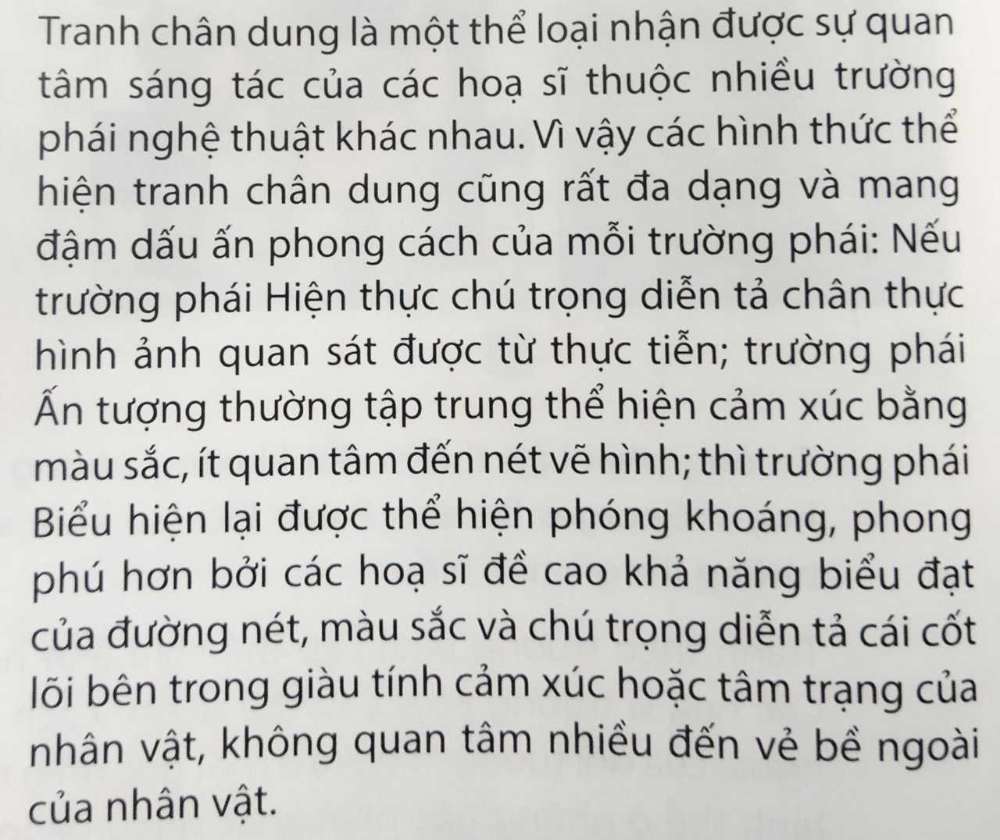 Tranh chân dung là một thể loại nhận được sự quan
tâm sáng tác của các hoạ sĩ thuộc nhiều trường
phái nghệ thuật khác nhau. Vì vậy các hình thức thể
hiện tranh chân dung cũng rất đa dạng và mang
đậm dấu ấn phong cách của mỗi trường phái: Nếu
trường phái Hiện thực chú trọng diễn tả chân thực
hình ảnh quan sát được từ thực tiễn; trường phái
Ấn tượng thường tập trung thể hiện cảm xúc bằng
màu sắc, ít quan tâm đến nét vẽ hình; thì trường phái
Biểu hiện lại được thể hiện phóng khoáng, phong
phú hơn bởi các hoạ sĩ đề cao khả năng biểu đạt
của đường nét, màu sắc và chú trọng diễn tả cái cốt
lõi bên trong giàu tính cảm xúc hoặc tâm trạng của
nhân vật, không quan tâm nhiều đến vẻ bề ngoài
của nhân vật.